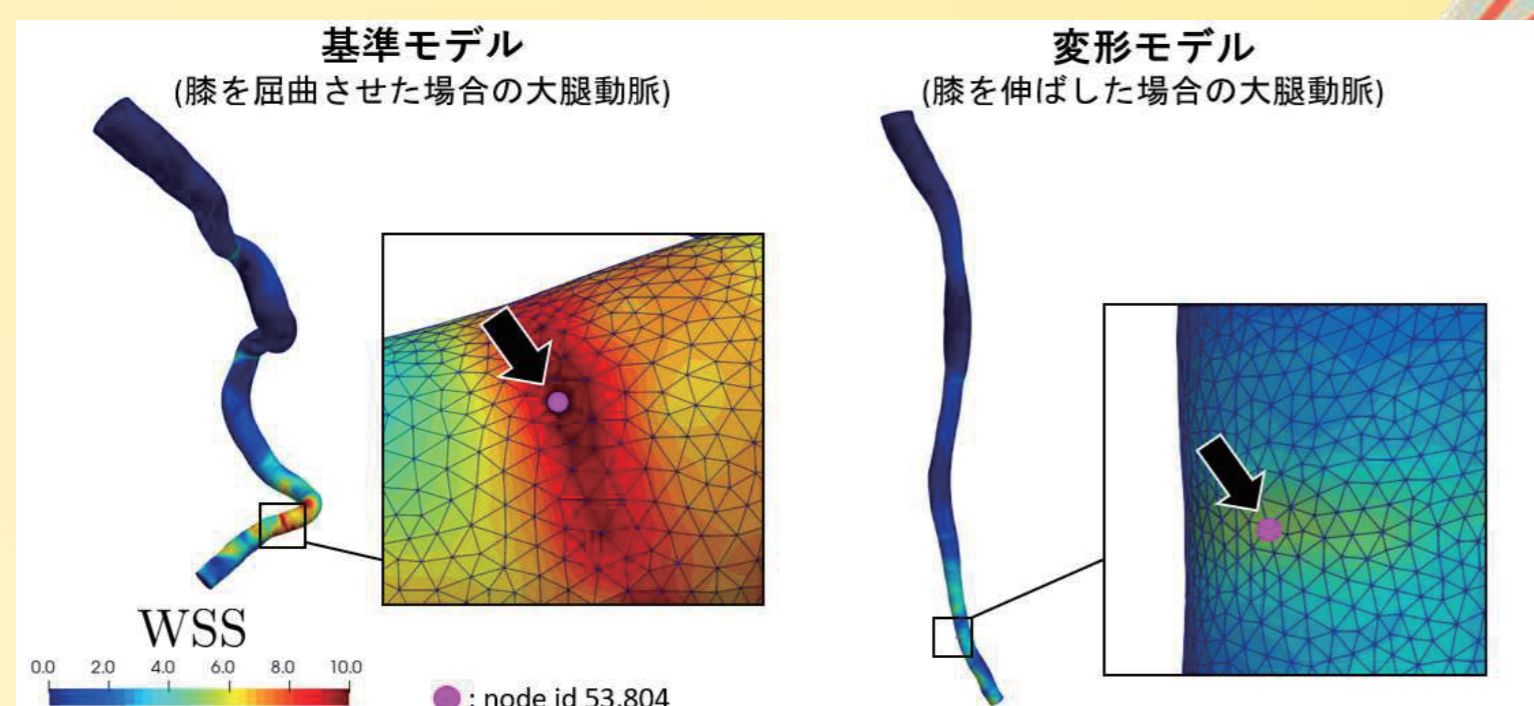 基準モデル
(膝を屈曲させた場合の大腿動脈)
変形モデル
(膝を伸ばした場合の大腿動脈)
WSS
0.0 2.0 4.0 6.0 8.0 10.0
: node id 53,804